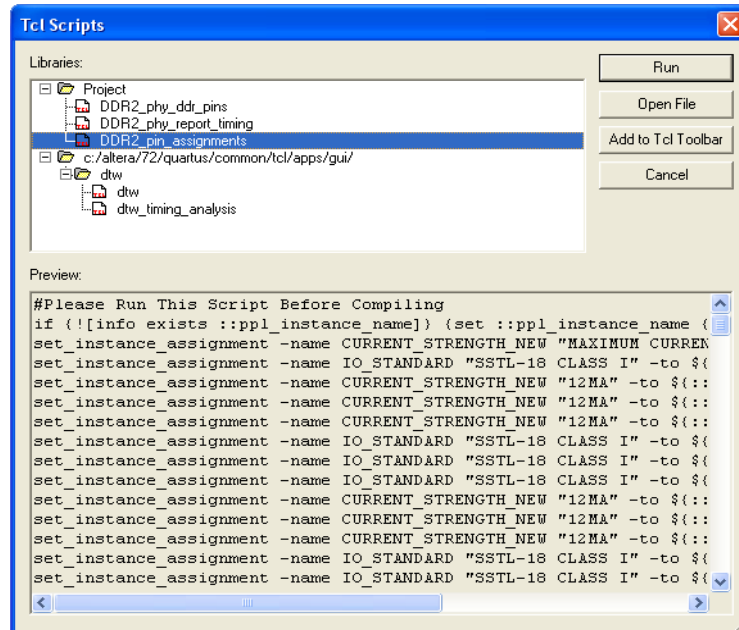 Tcl Scripts
Libraries:
Project
DDR2_phy_ddr_pins
DDR2_phy_report_timing
DDR2_pin_assignments
c:/altera/72/quartus/common/tcl/apps/gui/
dtw
dtw
dtw_timing_analysis
Run
Open File
Add to Tcl Toolbar
Cancel
Preview:
#Please Run This Script Before Compiling
if {![info exists ::ppl_instance_name]} {set ::ppl_instance_name {
set_instance_assignment -name CURRENT_STRENGTH_NEW "MAXIMUM CURREN
set_instance_assignment -name IO_STANDARD "SSTL-18 CLASS I" -to ${
set_instance_assignment -name CURRENT_STRENGTH_NEW "12MA" -to ${::
set_instance_assignment -name CURRENT_STRENGTH_NEW "12MA" -to ${::
set_instance_assignment -name IO_STANDARD "SSTL-18 CLASS I" -to ${
set_instance_assignment -name IO_STANDARD "SSTL-18 CLASS I" -to ${
set_instance_assignment -name IO_STANDARD "SSTL-18 CLASS I" -to ${
set_instance_assignment -name CURRENT_STRENGTH_NEW "12MA" -to ${::
set_instance_assignment -name CURRENT_STRENGTH_NEW "12MA" -to ${::
set_instance_assignment -name CURRENT_STRENGTH_NEW "12MA" -to ${::
set_instance_assignment -name IO_STANDARD "SSTL-18 CLASS I" -to ${
set_instance_assignment -name IO_STANDARD "SSTL-18 CLASS I" -to ${